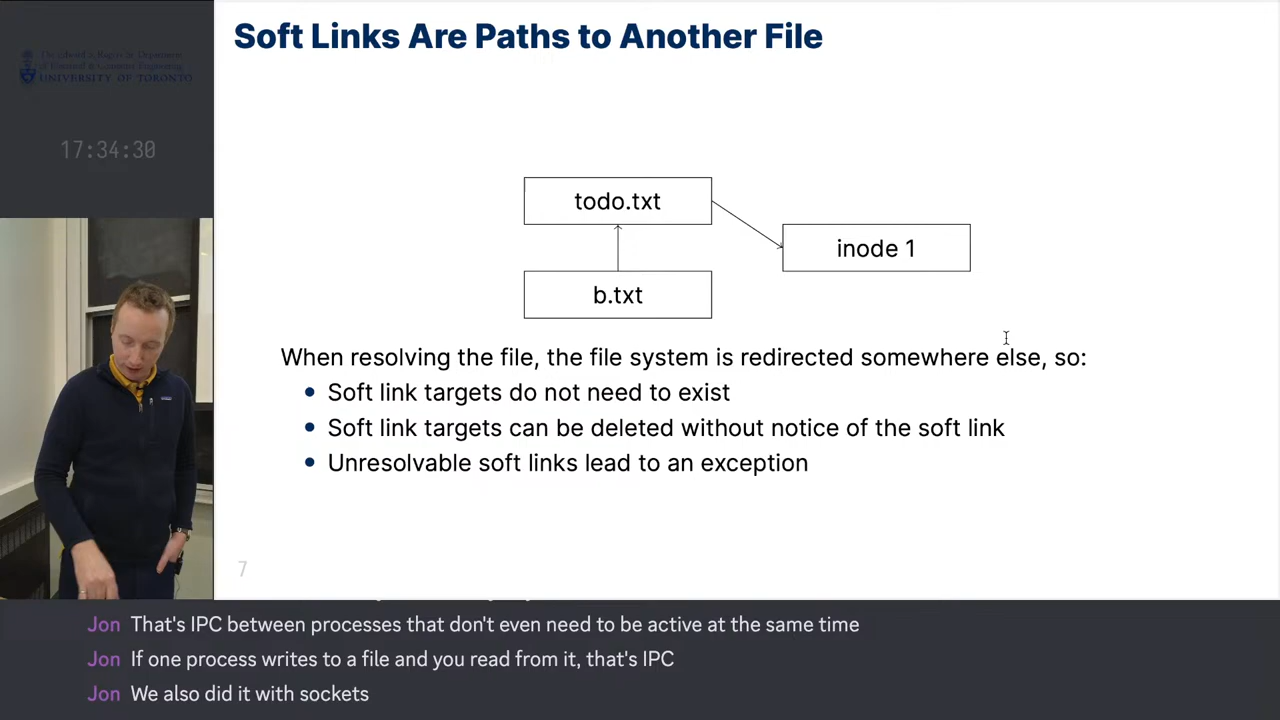 Soft Links Are Paths to Another File
UNIVERSITY OF TORONTO
17:34:30
todo.txt
inode 1
b.txt
When resolving the file, the file system is redirected somewhere else, so:
• Soft link targets do not need to exist
• Soft link targets can be deleted without notice of the soft link
• Unresolvable soft links lead to an exception
7
Jon That's IPC between processes that don't even need to be active at the same time
Jon If one process writes to a file and you read from it, that's IPC
Jon We also did it with sockets